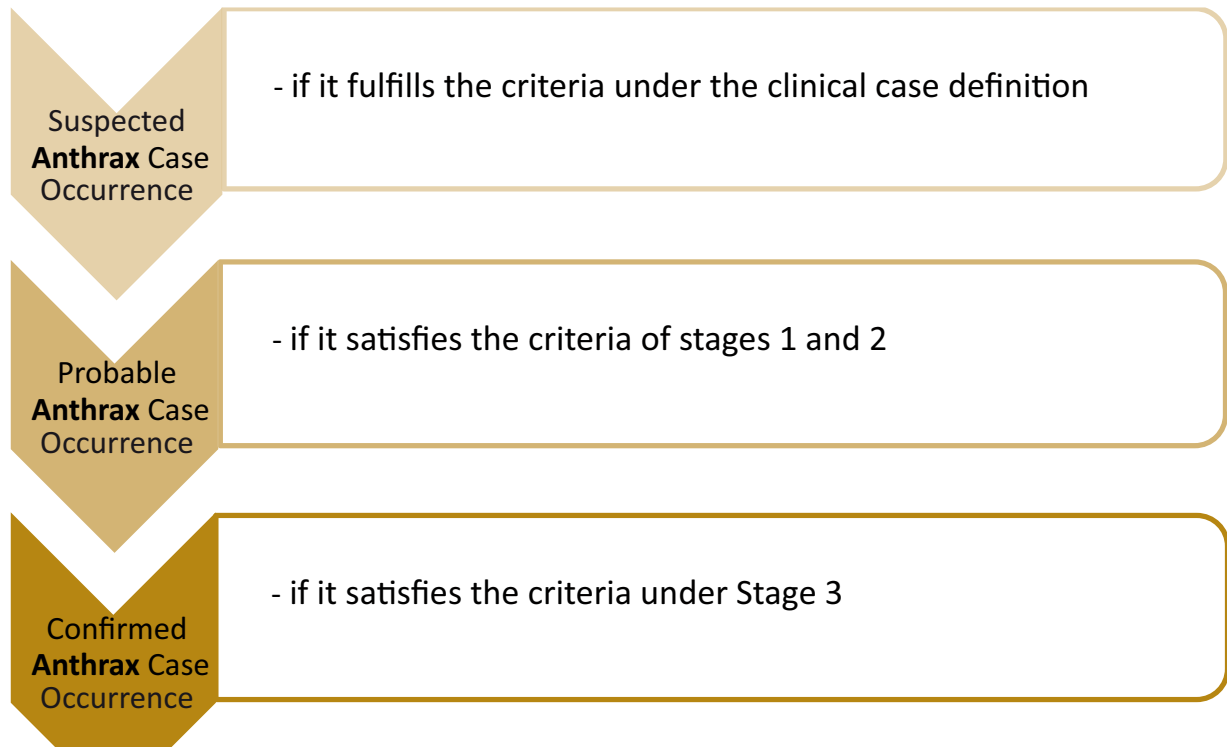 Suspected
Anthrax Case
Occurrence
- if it fulfills the criteria under the clinical case definition
Probable
Anthrax Case
Occurrence
- if it satisfies the criteria of stages 1 and 2
Confirmed
Anthrax Case
Occurrence
- if it satisfies the criteria under Stage 3